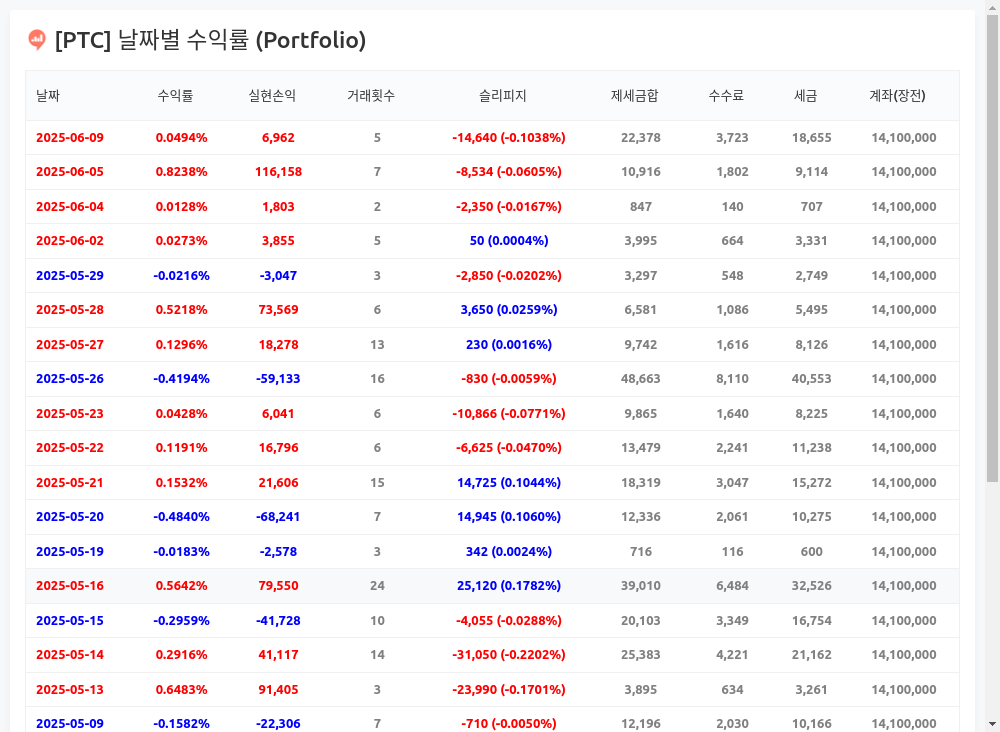 [PTC] 날짜별 수익률 (Portfolio)
날짜 수익률 실현손익 거래횟수 슬리피지 제세금합 수수료 세금 계좌(장전)
2025-06-09 0.0494% 6,962 5 -14,640 (-0.1038%) 22,378 3,723 18,655 14,100,000
2025-06-05 0.8238% 116,158 7 -8,534 (-0.0605%) 10,916 1,802 9,114 14,100,000
2025-06-04 0.0128% 1,803 2 -2,350 (-0.0167%) 847 140 707 14,100,000
2025-06-02 0.0273% 3,855 5 50 (0.0004%) 3,995 664 3,331 14,100,000
2025-05-29 -0.0216% -3,047 3 -2,850 (-0.0202%) 3,297 548 2,749 14,100,000
2025-05-28 0.5218% 73,569 6 3,650 (0.0259%) 6,581 1,086 5,495 14,100,000
2025-05-27 0.1296% 18,278 13 230 (0.0016%) 9,742 1,616 8,126 14,100,000
2025-05-26 -0.4194% -59,133 16 -830 (-0.0059%) 48,663 8,110 40,553 14,100,000
2025-05-23 0.0428% 6,041 6 -10,866 (-0.0771%) 9,865 1,640 8,225 14,100,000
2025-05-22 0.1191% 16,796 6 -6,625 (-0.0470%) 13,479 2,241 11,238 14,100,000
2025-05-21 0.1532% 21,606 15 14,725 (0.1044%) 18,319 3,047 15,272 14,100,000
2025-05-20 -0.4840% -68,241 7 14,945 (0.1060%) 12,336 2,061 10,275 14,100,000
2025-05-19 -0.0183% -2,578 3 342 (0.0024%) 716 116 600 14,100,000
2025-05-16 0.5642% 79,550 24 25,120 (0.1782%) 39,010 6,484 32,526 14,100,000
2025-05-15 -0.2959% -41,728 10 -4,055 (-0.0288%) 20,103 3,349 16,754 14,100,000
2025-05-14 0.2916% 41,117 14 -31,050 (-0.2202%) 25,383 4,221 21,162 14,100,000
2025-05-13 0.6483% 91,405 3 -23,990 (-0.1701%) 3,895 634 3,261 14,100,000
2025-05-09 -0.1582% -22,306 7 -710 (-0.0050%) 12,196 2,030 10,166 14,100,000